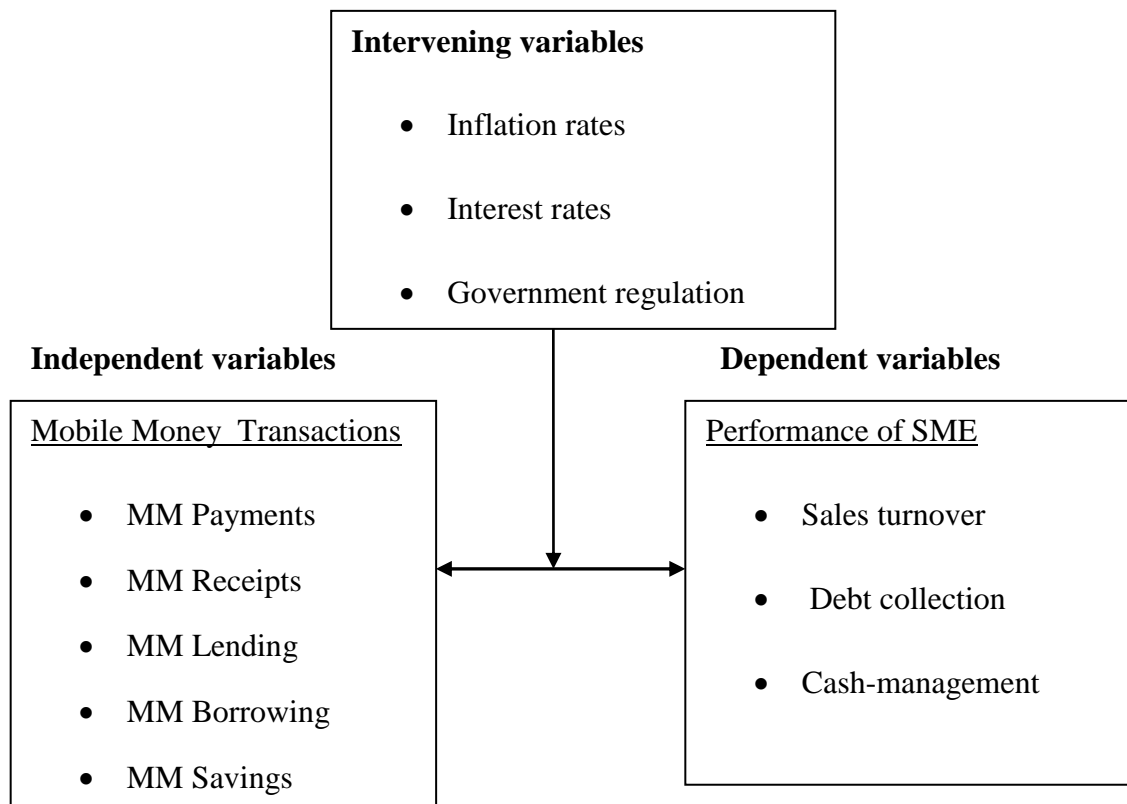 Intervening variables
• Inflation rates
• Interest rates
• Government regulation
Independent variables
Mobile Money  Transactions
• MM Payments
• MM Receipts
• MM Lending
• MM Borrowing
• MM Savings
Dependent variables
Performance of SME
• Sales turnover
• Debt collection
• Cash-management